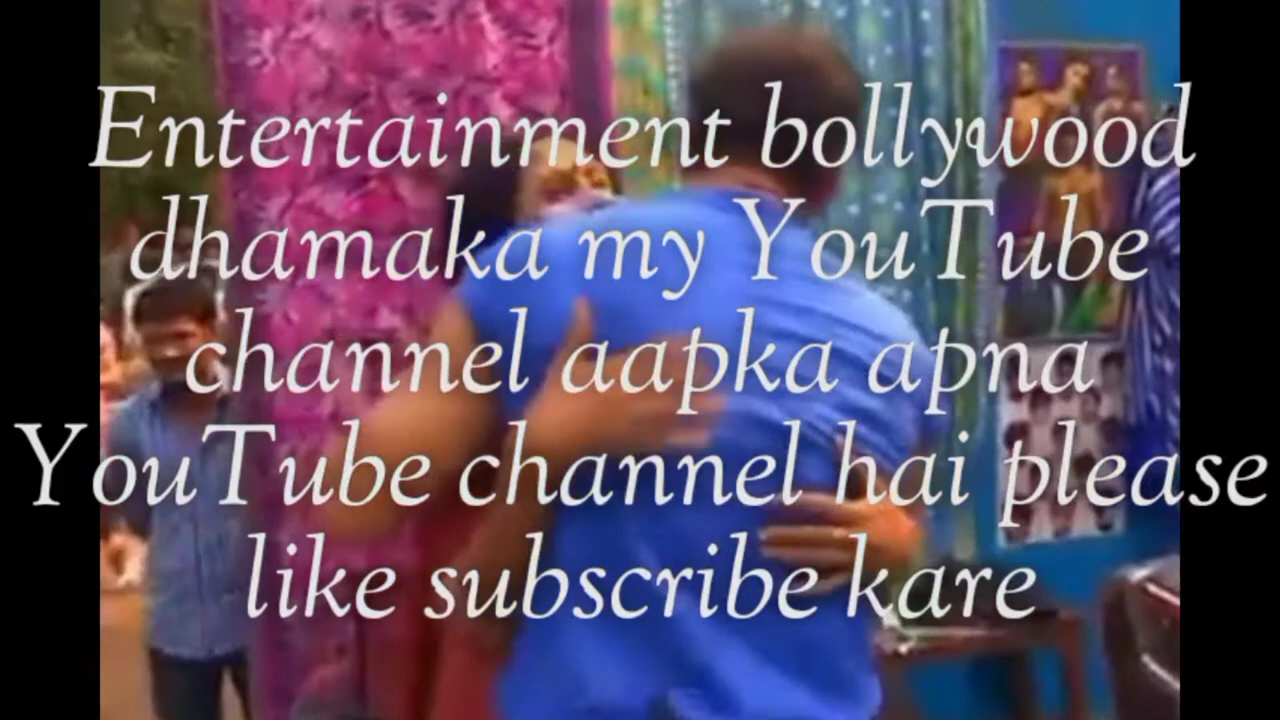 Entertainment bollywood
dhamaka my YouTube
channel aapka apna
YouTube channel hai please
like subscribe kare